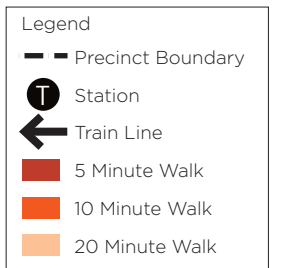 Legend
Precinct Boundary
T Station
Train Line
5 Minute Walk
10 Minute Walk
20 Minute Walk